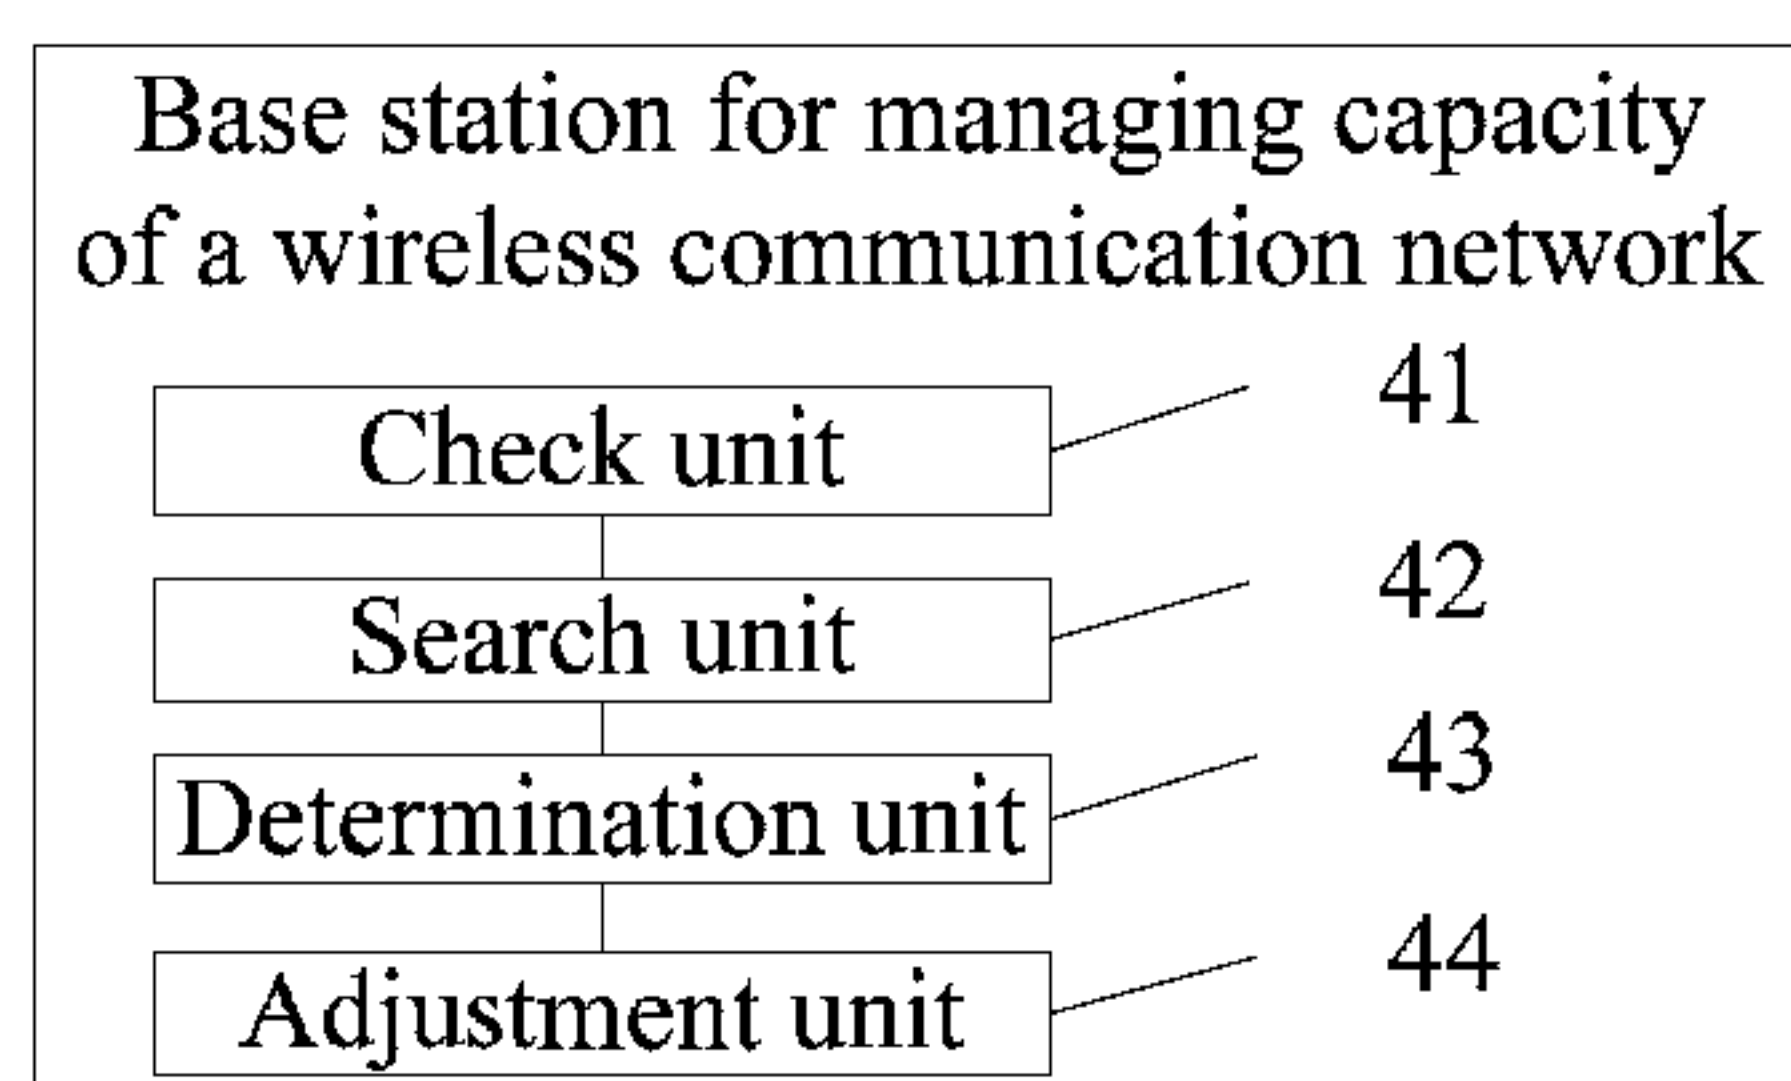 Base station for managing capacity
of a wireless communication network
41
Check unit
42
Search unit
43
Determination unit
44
Adjustment unit